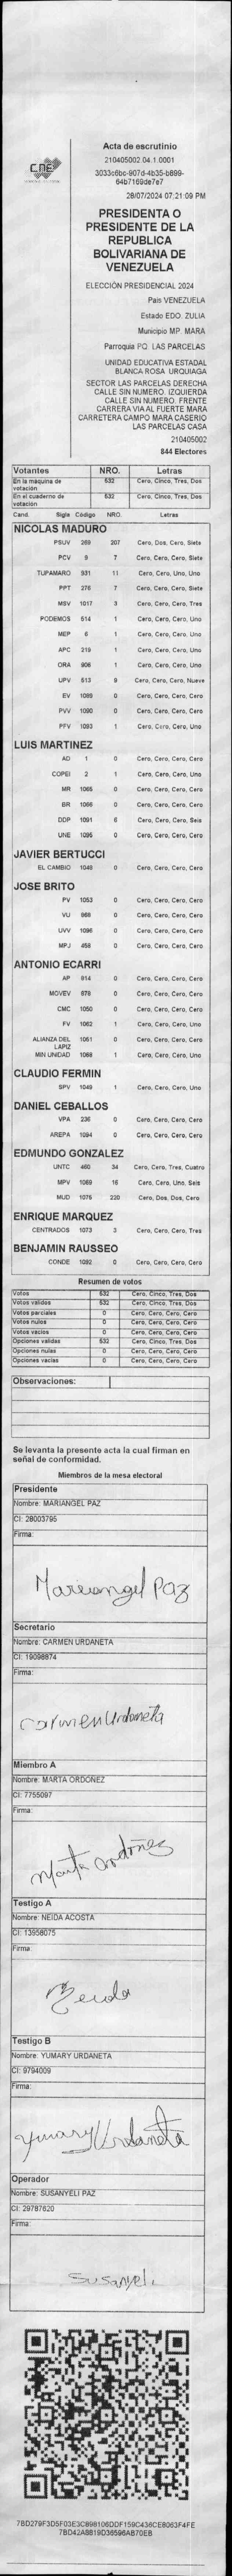 CNE
Acta de escrutinio
210405002.04.1.0001
3033c6bc-907d-4b35-b899-
64b7169de7e7
28/07/2024 07:21:09 PM
PRESIDENTA O
PRESIDENTE DE LA
REPUBLICA
BOLIVARIANA DE
VENEZUELA
ELECCIÓN PRESIDENCIAL 2024
Pais VENEZUELA
Estado EDO. ZULIA
Municipio MP. MARA
Parroquia PQ. LAS PARCELAS
UNIDAD EDUCATIVA ESTADAL
BLANCA ROSA URQUIAGA
SECTOR LAS PARCELAS DERECHA
CALLE SIN NUMERO. IZQUIERDA
CALLE SIN NUMERO. FRENTE
CARRERA VIA AL FUERTE MARA
CARRETERA CAMPO MARA CASERIO
LAS PARCELAS CASA
210405002
844 Electores
Votantes NRO. Letras
En la máquina de votación 532 Cero, Cinco, Tres, Dos
En el cuaderno de votación 532 Cero, Cinco, Tres, Dos
Cand. Sigla Código NRO. Letras
NICOLAS MADURO
PSUV 269 207 Cero, Dos, Cero, Siete
PCV 9 7 Cero, Cero, Cero, Siete
TUPAMARO 931 11 Cero, Cero, Uno, Uno
PPT 276 7 Cero, Cero, Cero, Siete
MSV 1017 3 Cero, Cero, Cero, Tres
PODEMOS 514 1 Cero, Cero, Cero, Uno
MEP 6 1 Cero, Cero, Cero, Uno
APC 219 1 Cero, Cero, Cero, Uno
ORA 908 1 Cero, Cero, Cero, Uno
UPV 513 9 Cero, Cero, Cero, Nueve
EV 1089 0 Cero, Cero, Cero, Cero
PVV 1090 0 Cero, Cero, Cero, Cero
PFV 1093 1 Cero, Cero, Cero, Uno
LUIS MARTINEZ
AD 1 0 Cero, Cero, Cero, Cero
COPEI 2 1 Cero, Cero, Cero, Uno
MR 1065 0 Cero, Cero, Cero, Cero
BR 1066 0 Cero, Cero, Cero, Cero
DDP 1091 6 Cero, Cero, Cero, Seis
UNE 1095 0 Cero, Cero, Cero, Cero
JAVIER BERTUCCI
EL CAMBIO 1048 0 Cero, Cero, Cero, Cero
JOSE BRITO
PV 1053 0 Cero, Cero, Cero, Cero
VU 968 0 Cero, Cero, Cero, Cero
UVV 1096 0 Cero, Cero, Cero, Cero
MPJ 458 0 Cero, Cero, Cero, Cero
ANTONIO ECARRI
AP 914 0 Cero, Cero, Cero, Cero
MOVEV 979 0 Cero, Cero, Cero, Cero
CMC 1050 0 Cero, Cero, Cero, Cero
FV 1062 1 Cero, Cero, Cero, Uno
ALIANZA DEL LAPIZ 1061 0 Cero, Cero, Cero, Cero
MIN UNIDAD 1068 1 Cero, Cero, Cero, Uno
CLAUDIO FERMIN
SPV 1049 1 Cero, Cero, Cero, Uno
DANIEL CEBALLOS
VPA 236 0 Cero, Cero, Cero, Cero
AREPA 1094 0 Cero, Cero, Cero, Cero
EDMUNDO GONZALEZ
UNTC 460 34 Cero, Cero, Tres, Cuatro
MPV 1069 16 Cero, Cero, Uno, Seis
MUD 1076 220 Cero, Dos, Dos, Cero
ENRIQUE MARQUEZ
CENTRADOS 1073 3 Cero, Cero, Cero, Tres
BENJAMIN RAUSSEO
CONDE 1092 0 Cero, Cero, Cero, Cero
Resumen de votos
Votos 532 Cero, Cinco, Tres, Dos
Votos validos 532 Cero, Cinco, Tres, Dos
Votos parciales 0 Cero, Cero, Cero, Cero
Votos nulos 0 Cero, Cero, Cero, Cero
Votos vacios 0 Cero, Cero, Cero, Cero
Opciones validas 532 Cero, Cinco, Tres, Dos
Opciones nulas 0 Cero, Cero, Cero, Cero
Opciones vacias 0 Cero, Cero, Cero, Cero
Observaciones:
Se levanta la presente acta la cual firman en
señal de conformidad.
Miembros de la mesa electoral
Presidente
Nombre: MARIANGEL PAZ
CI: 28003795
Firma:
Mariangel Paz
Secretario
Nombre: CARMEN URDANETA
CI: 19098874
Firma:
Carmen Urdaneta
Miembro A
Nombre: MARTA ORDOÑEZ
CI: 7755097
Firma:
Marta Ordoñez
Testigo A
Nombre: NEIDA ACOSTA
CI: 13958075
Firma:
Neida
Testigo B
Nombre: YUMARY URDANETA
CI: 9794009
Firma:
Yumary Urdaneta
Operador
Nombre: SUSANYELI PAZ
CI: 29787620
Firma:
Susanyeli
7BD279F3D5F03E3C898106DDF159C436CE8063F4FE
7BD42A8819D36596AB70EB